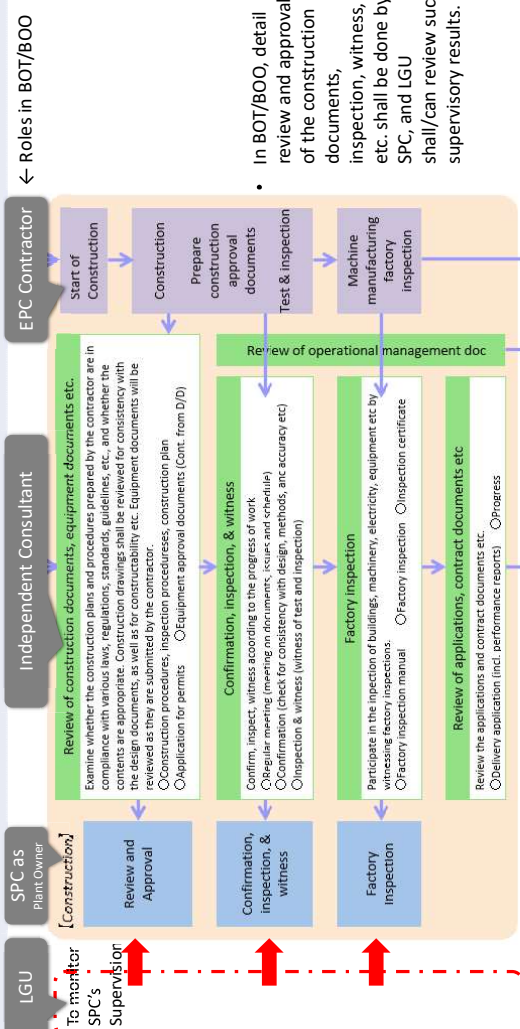 LGU
SPC as
Plant Owner
Independent Consultant
EPC Contractor
← Roles in BOT/BOO
To monitor
SPC's
Supervision
【Construction】
Review and
Approval
Confirmation,
inspection, &
witness
Factory
Inspection
Review of construction documents, equipment documents etc.
Examine whether the construction plans and procedures prepared by the contractor are in
compliance with various laws, regulations, standards, guidelines, etc., and whether the
contents are appropriate. Construction drawings shall be reviewed for consistency with
the design documents, as well as for constructability etc. Equipment documents will be
reviewed as they are submitted by the contractor.
○Construction procedures, inspection procedureses, construction plan
○Application for permits ○Equipment approval documents (Cont. from D/D)
Confirmation, inspection, & witness
Confirm, inspect, witness according to the progress of work
○Regular meeting (meeting on documents, issues and schedule)
○Confirmation (check for consistency with design, methods, anc accuracy etc)
○Inspection & witness (witness of test and inspection)
Review of operational management doc
Factory inspection
Participate in the inpection of buildings, machinery, electricity, equipment etc by
witnessing factory inspections.
○Factory inspection manual ○Factory inspection ○Inspection certificate
Review of applications, contract documents etc
Review the applications and contract documents etc.
○Delivery application (incl. performance reports) ○Progress
start of
Construction
Construction
Prepare
construction
approval
documents
Test & inspection
Machine
manufacturing
factory
inspection
• In BOT/BOO, detail
review and approval
of the construction
documents,
inspection, witness,
etc. shall be done by
SPC, and LGU
shall/can review suc
supervisory results.